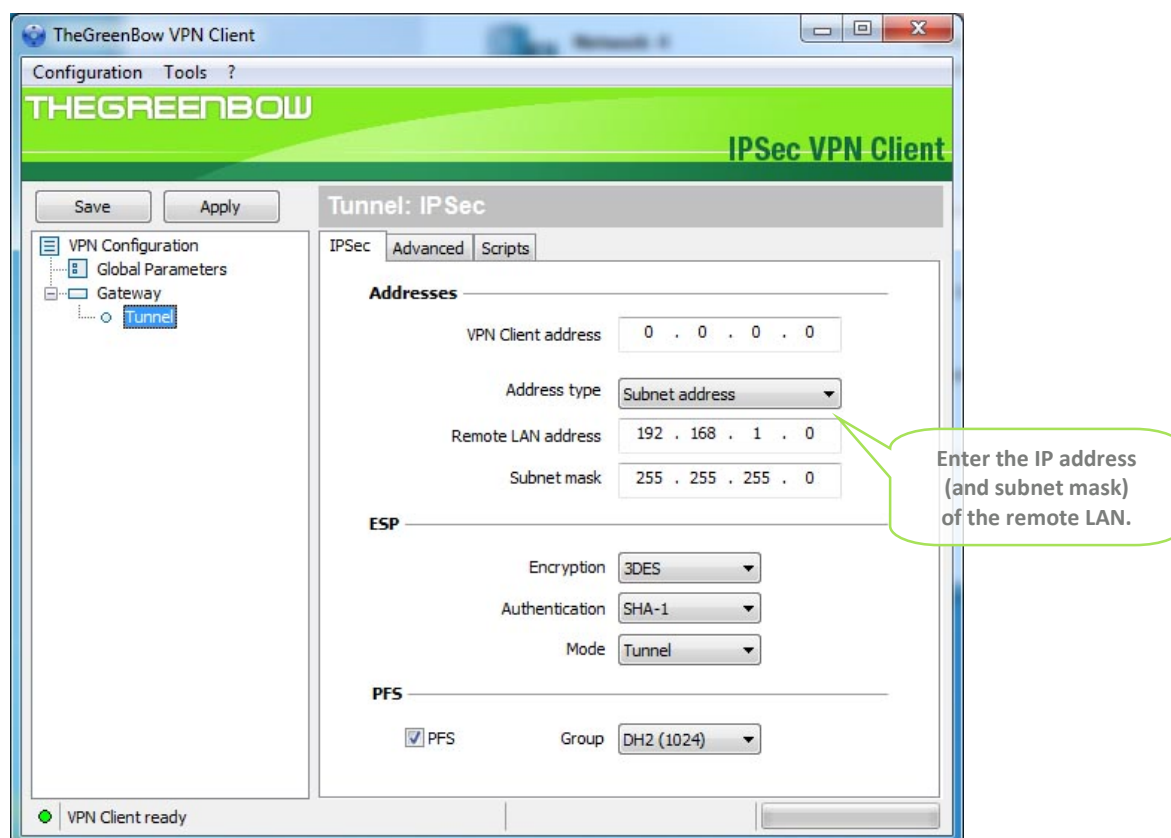 TheGreenBow VPN Client
Configuration Tools ?
THEGREENBOW
IPSec VPN Client
Save Apply
Tunnel: IPSec
VPN Configuration
Global Parameters
Gateway
Tunnel
IPSec Advanced Scripts
Addresses
VPN Client address 0 . 0 . 0 . 0
Address type Subnet address
Remote LAN address 192 . 168 . 1 . 0
Subnet mask 255 . 255 . 255 . 0
Enter the IP address
(and subnet mask)
of the remote LAN.
ESP
Encryption 3DES
Authentication SHA-1
Mode Tunnel
PFS
PFS Group DH2 (1024)
VPN Client ready